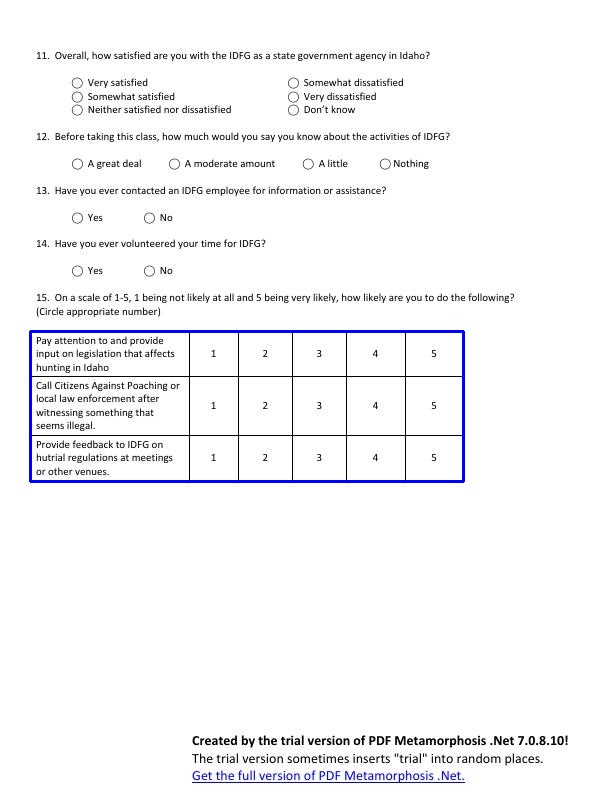 11. Overall, how satisfied are you with the IDFG as a state government agency in Idaho?
Very satisfied Somewhat dissatisfied
Somewhat satisfied Very dissatisfied
Neither satisfied nor dissatisfied Don't know
12. Before taking this class, how much would you say you know about the activities of IDFG?
A great deal A moderate amount A little Nothing
13. Have you ever contacted an IDFG employee for information or assistance?
Yes No
14. Have you ever volunteered your time for IDFG?
Yes No
15. On a scale of 1-5, 1 being not likely at all and 5 being very likely, how likely are you to do the following?
(Circle appropriate number)
Pay attention to and provide
input on legislation that affects
hunting in Idaho
1 2 3 4 5
Call Citizens Against Poaching or
local law enforcement after
witnessing something that
seems illegal.
1 2 3 4 5
Provide feedback to IDFG on
hutrial regulations at meetings
or other venues.
1 2 3 4 5
Created by the trial version of PDF Metamorphosis .Net 7.0.8.10!
The trial version sometimes inserts "trial" into random places.
Get the full version of PDF Metamorphosis .Net.